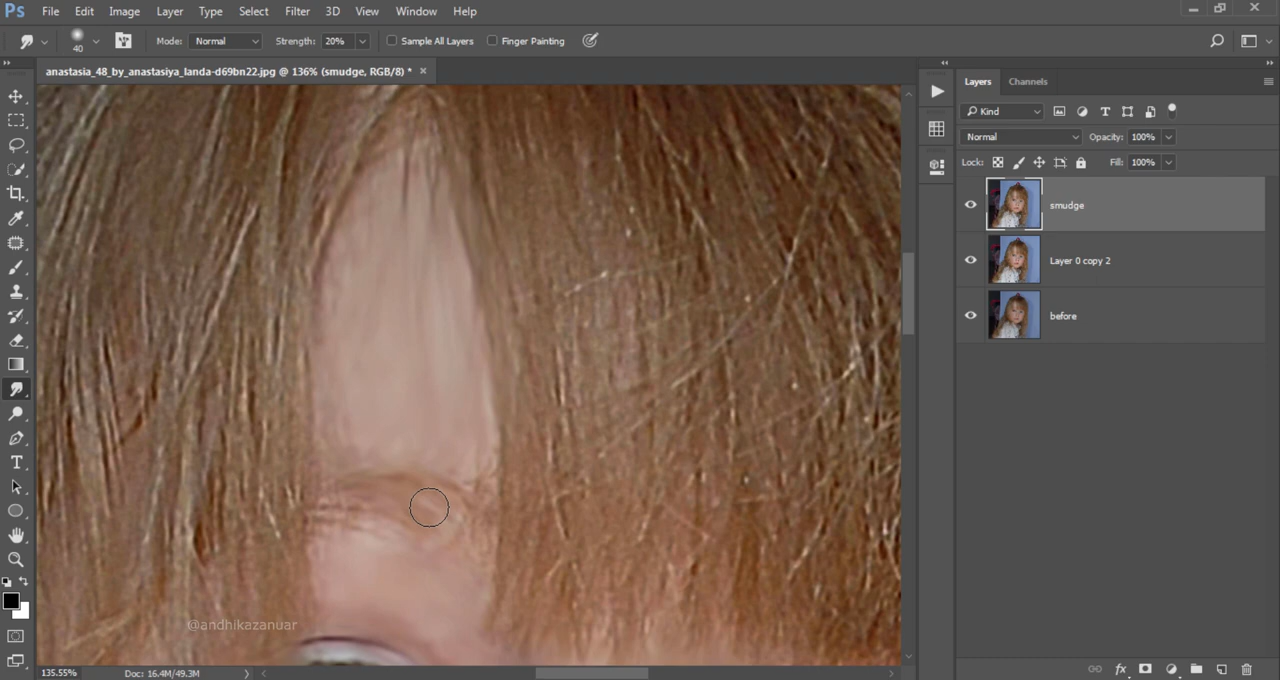 Ps File Edit Image Layer Type Select Filter 3D View Window Help
40 Mode: Normal Strength: 20% Sample All Layers Finger Painting
anastasia_48_by_anastasiya_landa-d69bn22.jpg @ 136% (smudge, RGB/8) *
Layers Channels
Kind
Normal Opacity: 100%
Lock: Fill: 100%
smudge
Layer 0 copy 2
before
@andhikazanuar
135.55% Doc: 16.4M/49.3M